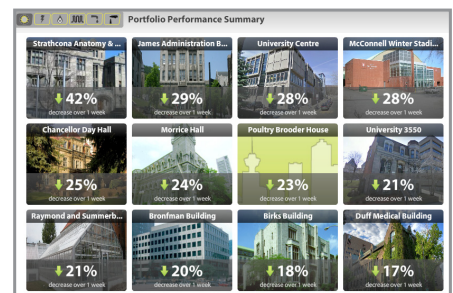 Portfolio Performance Summary
Strathcona Anatomy & ...
James Administration B...
University Centre
McConnell Winter Stadi...
42%
29%
28%
28%
decrease over 1 week
decrease over 1 week
decrease over 1 week
decrease over 1 week
Chancellor Day Hall
Morrice Hall
Poultry Brooder House
University 3550
25%
24%
23%
21%
decrease over 1 week
decrease over 1 week
decrease over 1 week
decrease over 1 week
Raymond and Summerb...
Bronfman Building
Birks Building
Duff Medical Building
21%
20%
18%
17%
decrease over 1 week
decrease over 1 week
decrease over 1 week
decrease over 1 week